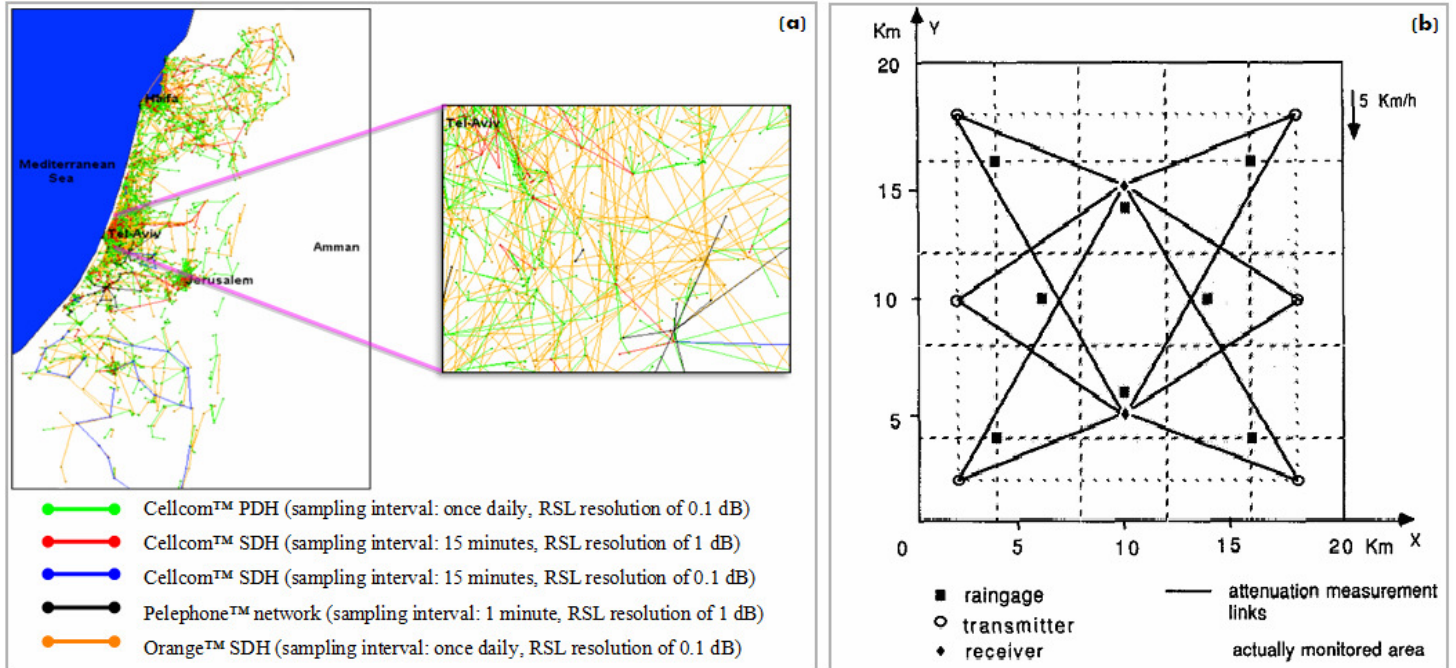 (a)
Haifa
Mediterranean
Sea
Tel-Aviv
Amman
Jerusalem
Tel-Aviv
Cellcom™ PDH (sampling interval: once daily, RSL resolution of 0.1 dB)
Cellcom™ SDH (sampling interval: 15 minutes, RSL resolution of 1 dB)
Cellcom™ SDH (sampling interval: 15 minutes, RSL resolution of 0.1 dB)
Pelephone™ network (sampling interval: 1 minute, RSL resolution of 1 dB)
Orange™ SDH (sampling interval: once daily, RSL resolution of 0.1 dB)
(b)
Km Y
20
5 Km/h
15
10
5
0 5 10 15 Km 20 X
raingage
transmitter
receiver
attenuation measurement
links
actually monitored area